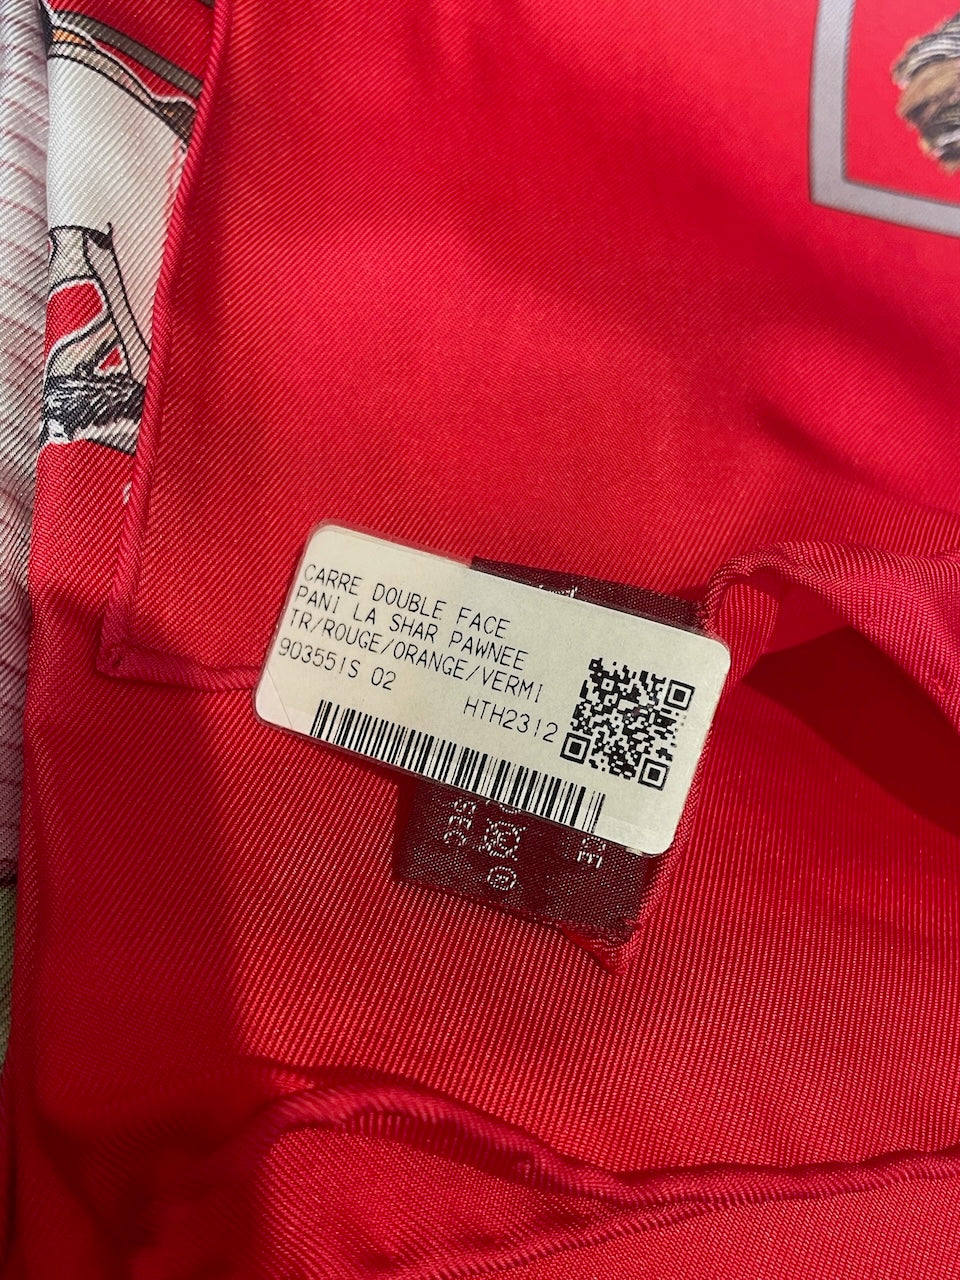 CARRE DOUBLE FACE
PANI LA SHAR PAWNEE
TR/ROUGE/ORANGE/VERMI
903551S 02
HTH2312